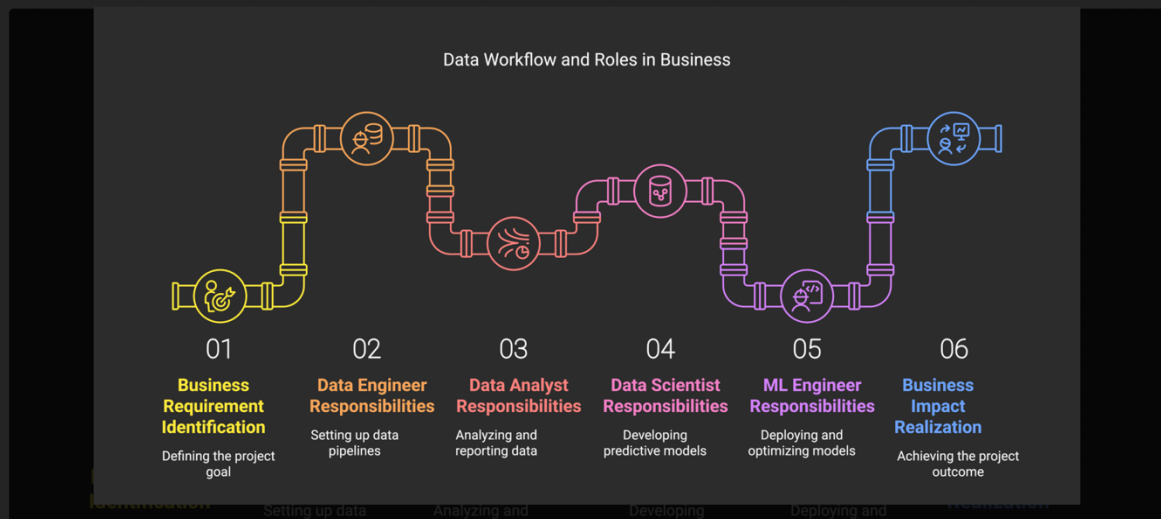 Data Workflow and Roles in Business
01
Business
Requirement
Identification
Defining the project
goal
02
Data Engineer
Responsibilities
Setting up data
pipelines
03
Data Analyst
Responsibilities
Analyzing and
reporting data
04
Data Scientist
Responsibilities
Developing
predictive models
05
ML Engineer
Responsibilities
Deploying and
optimizing models
06
Business
Impact
Realization
Achieving the project
outcome
Identification
Setting up data
Analyzing and
Developing
Deploying and
Realization